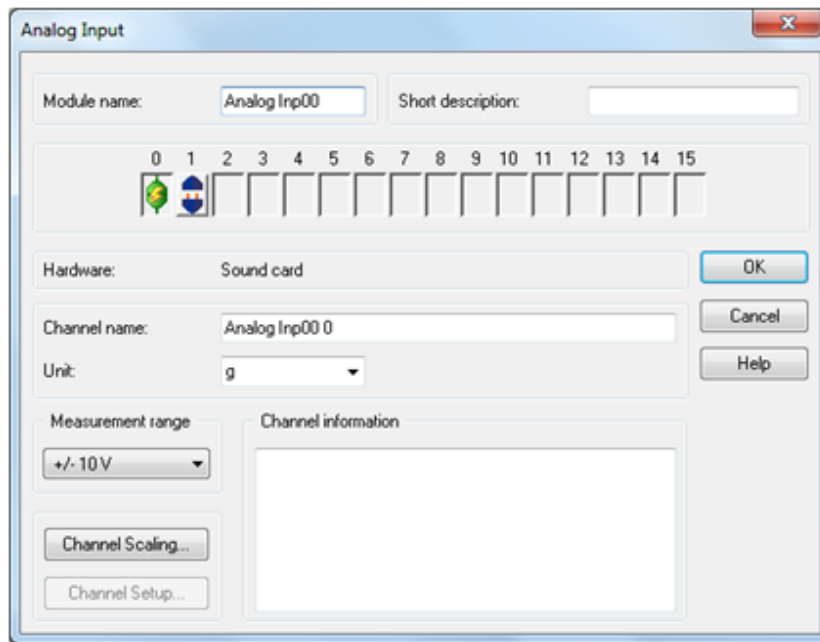 Analog Input
Module name: Analog Inp00 Short description:
0 1 2 3 4 5 6 7 8 9 10 11 12 13 14 15
Hardware: Sound card
OK
Channel name: Analog Inp00 0
Cancel
Unit: g
Help
Measurement range
Channel information
+/- 10 V
Channel Scaling...
Channel Setup...